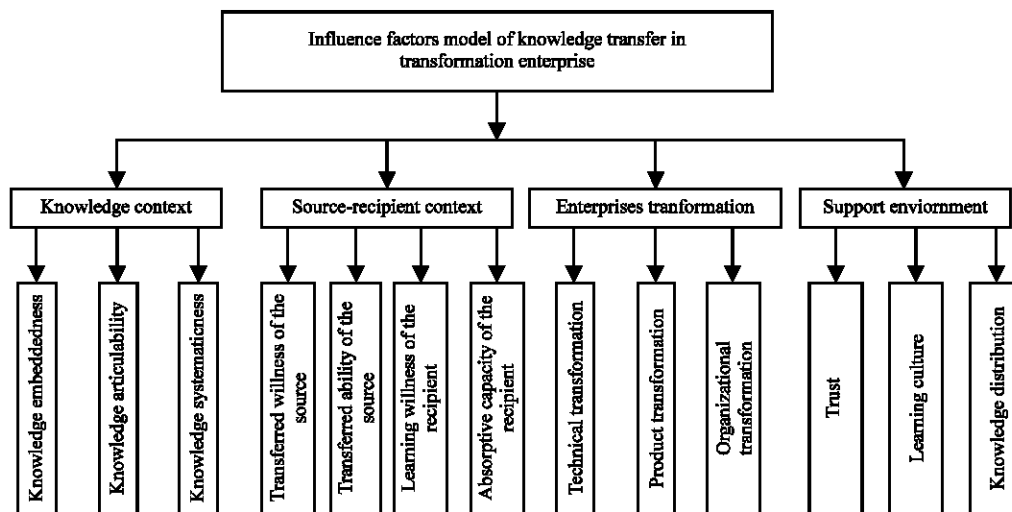 Influence factors model of knowledge transfer in
transformation enterprise
Knowledge context
Source-recipient context
Enterprises tranformation
Support enviornment
Knowledge embeddedness
Knowledge articulability
Knowledge systematicness
Transferred willness of the
source
Transferred ability of the
source
Learning willness of the
recipient
Absorptive capacity of the
recipient
Technical transformation
Product transformation
Organizational
transformation
Trust
Learning culture
Knowledge distribution